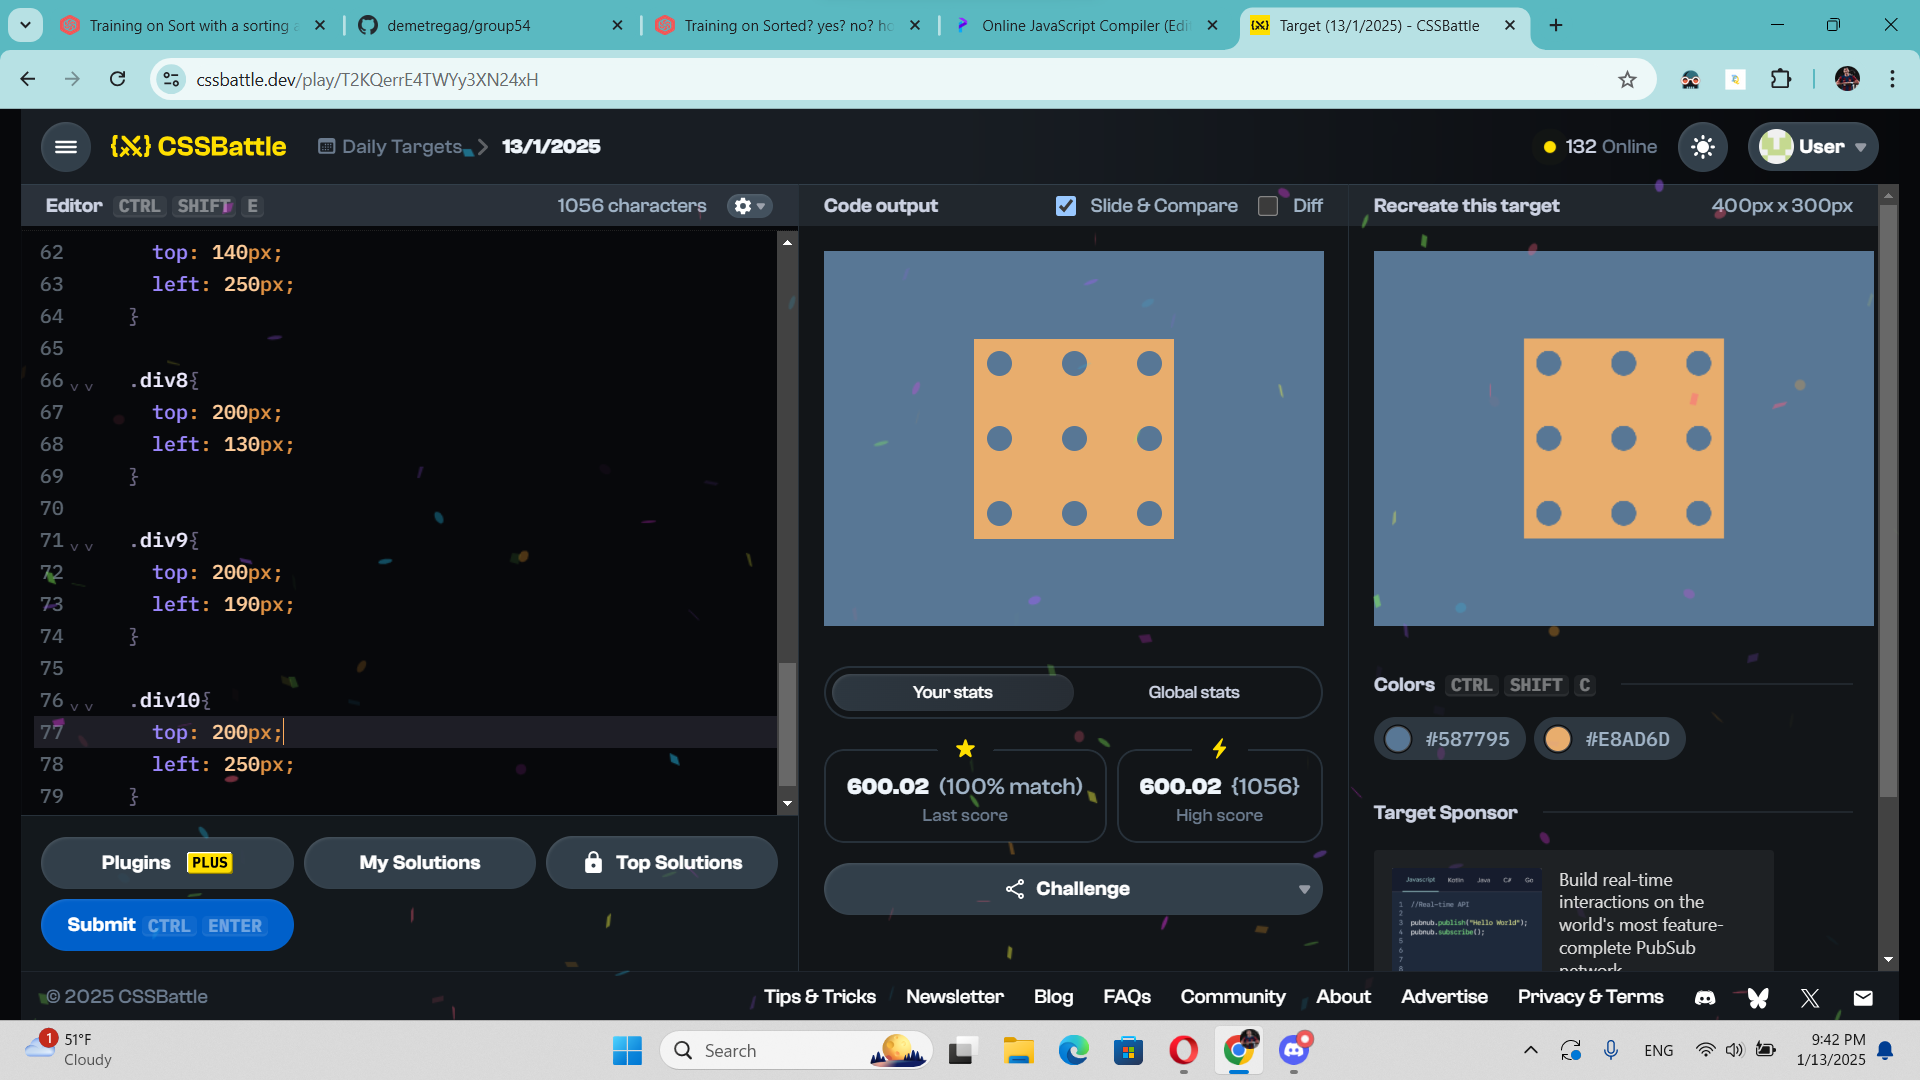 Training on Sort with a sorting a
demetregag/group54
Training on Sorted? yes? no? ho
Online JavaScript Compiler (Edi
Target (13/1/2025) - CSSBattle
cssbattle.dev/play/T2KQerrE4TWYy3XN24xH
{X} CSSBattle
Daily Targets
13/1/2025
132 Online
User
Editor CTRL SHIFT E
1056 characters
Code output
Slide & Compare
Diff
Recreate this target
400px x 300px
62 top: 140px;
63 left: 250px;
64 }
65
66 .div8{
67 top: 200px;
68 left: 130px;
69 }
70
71 .div9{
72 top: 200px;
73 left: 190px;
74 }
75
76 .div10{
77 top: 200px;
78 left: 250px;
79 }
Your stats
Global stats
600.02 (100% match)
Last score
600.02 {1056}
High score
Challenge
Colors CTRL SHIFT C
#587795
#E8AD6D
Target Sponsor
Javascript Kotlin Java C# Go
1 //Real-time API
2
3 pubnub.publish("Hello World");
4 pubnub.subscribe();
5
6
7
8
Build real-time
interactions on the
world's most feature-
complete PubSub
network
Plugins PLUS
My Solutions
Top Solutions
Submit CTRL ENTER
© 2025 CSSBattle
Tips & Tricks
Newsletter
Blog
FAQs
Community
About
Advertise
Privacy & Terms
1
51°F
Cloudy
Search
ENG
9:42 PM
1/13/2025